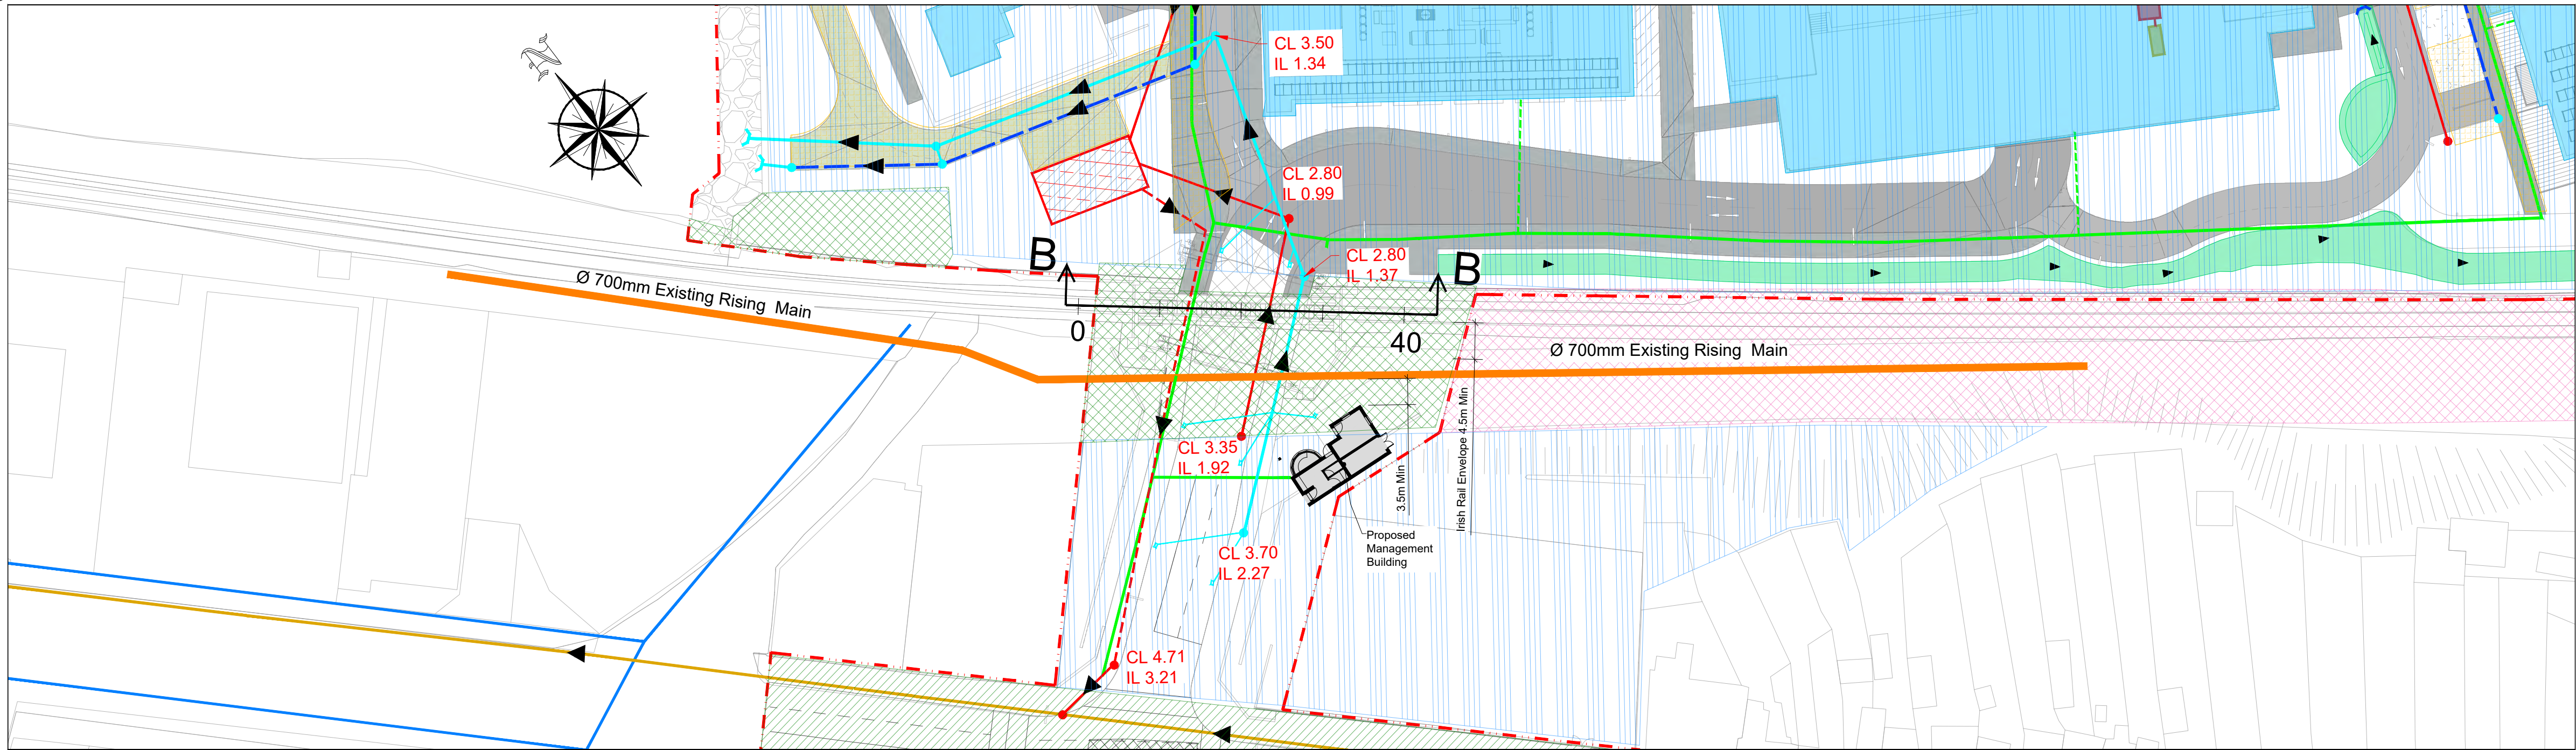 CL 3.50
IL 1.34
N
CL 2.80
IL 0.99
B
B
CL 2.80
IL 1.37
Ø 700mm Existing Rising Main
0
40
Ø 700mm Existing Rising Main
Irish Rail Envelope 4.5m Min
CL 3.35
IL 1.92
3.5m Min
Proposed
Management
Building
CL 3.70
IL 2.27
CL 4.71
IL 3.21